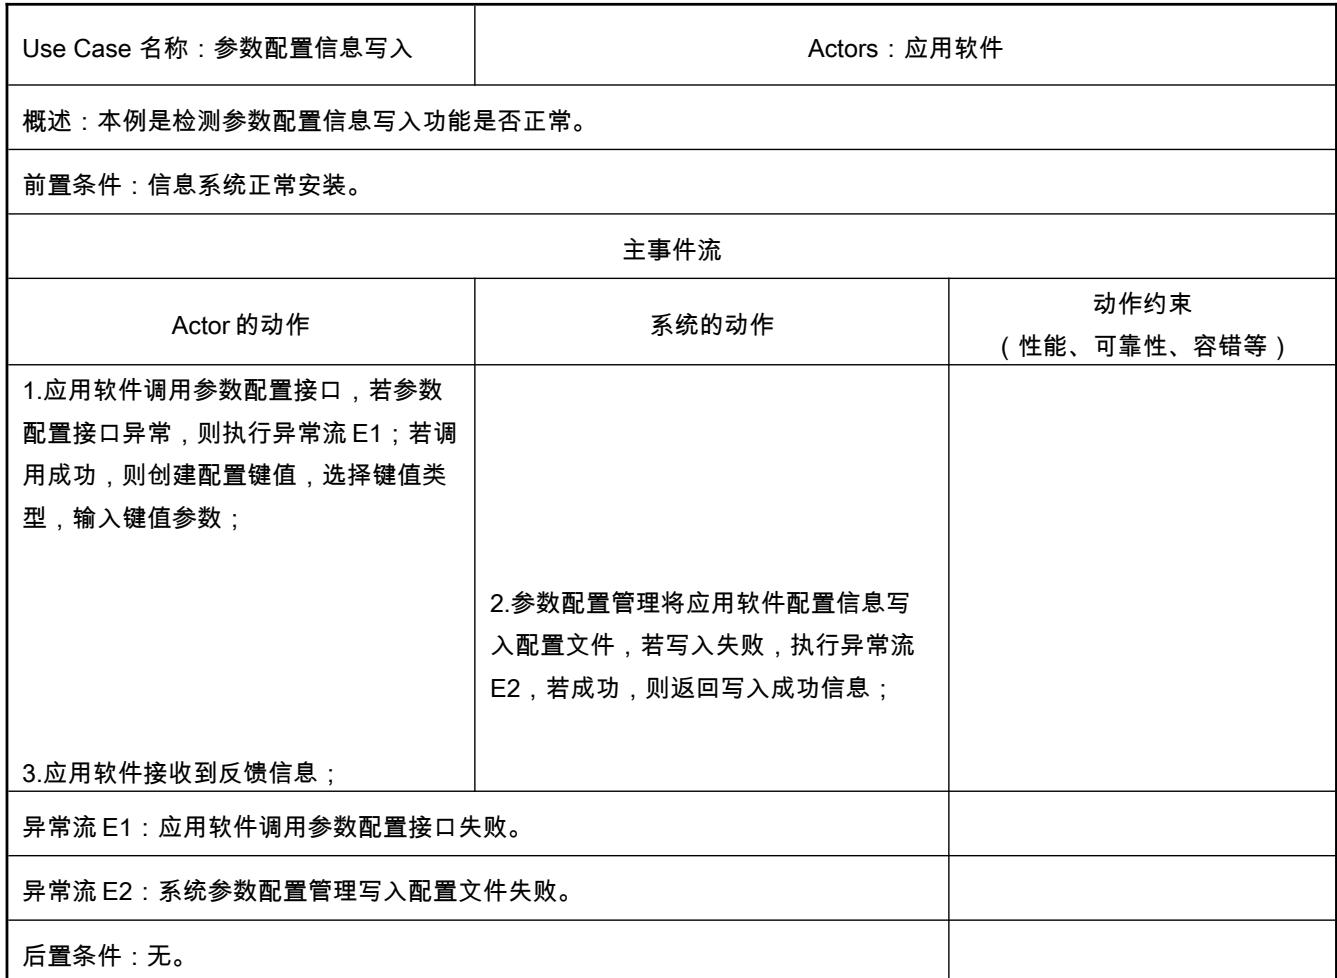 Use Case 名称：参数配置信息写入
Actors：应用软件
概述：本例是检测参数配置信息写入功能是否正常。
前置条件：信息系统正常安装。
主事件流
Actor 的动作
系统的动作
动作约束
（性能、可靠性、容错等）
1.应用软件调用参数配置接口，若参数
配置接口异常，则执行异常流 E1；若调
用成功，则创建配置键值，选择键值类
型，输入键值参数；
2.参数配置管理将应用软件配置信息写
入配置文件，若写入失败，执行异常流
E2，若成功，则返回写入成功信息；
3.应用软件接收到反馈信息；
异常流 E1：应用软件调用参数配置接口失败。
异常流 E2：系统参数配置管理写入配置文件失败。
后置条件：无。